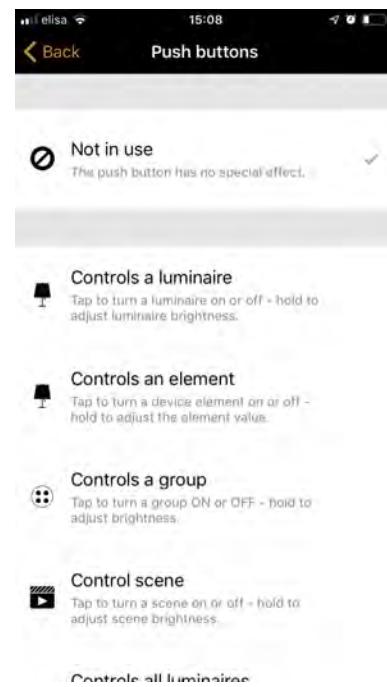 elisa 15:08
Back Push buttons
Not in use
The push button has no special effect.
Controls a luminaire
Tap to turn a luminaire on or off - hold to
adjust luminaire brightness.
Controls an element
Tap to turn a device element on or off -
hold to adjust the element value.
Controls a group
Tap to turn a group ON or OFF - hold to
adjust brightness.
Control scene
Tap to turn a scene on or off - hold to
adjust scene brightness.
Controls all luminaires